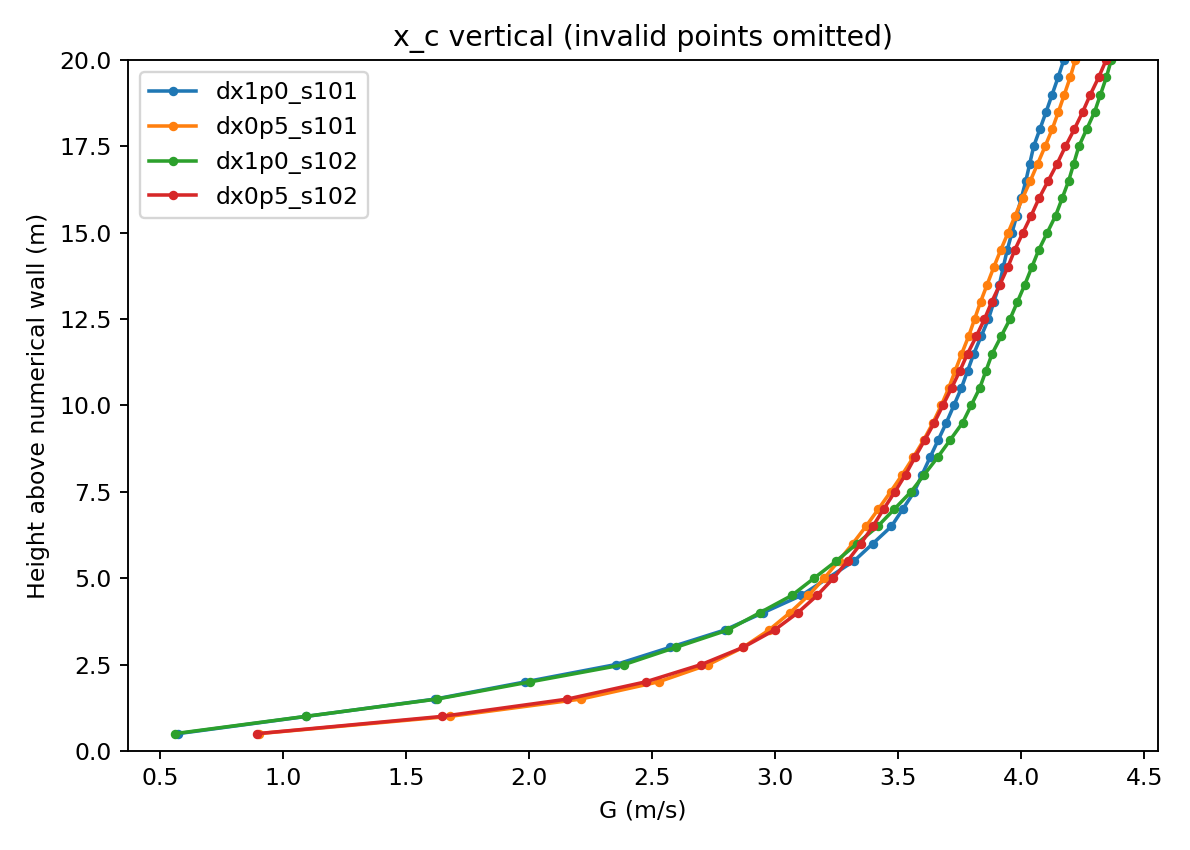 x_c vertical (invalid points omitted)
20.0
17.5
15.0
12.5
10.0
7.5
5.0
2.5
0.0
Height above numerical wall (m)
dx1p0_s101
dx0p5_s101
dx1p0_s102
dx0p5_s102
0.5 1.0 1.5 2.0 2.5 3.0 3.5 4.0 4.5
G (m/s)